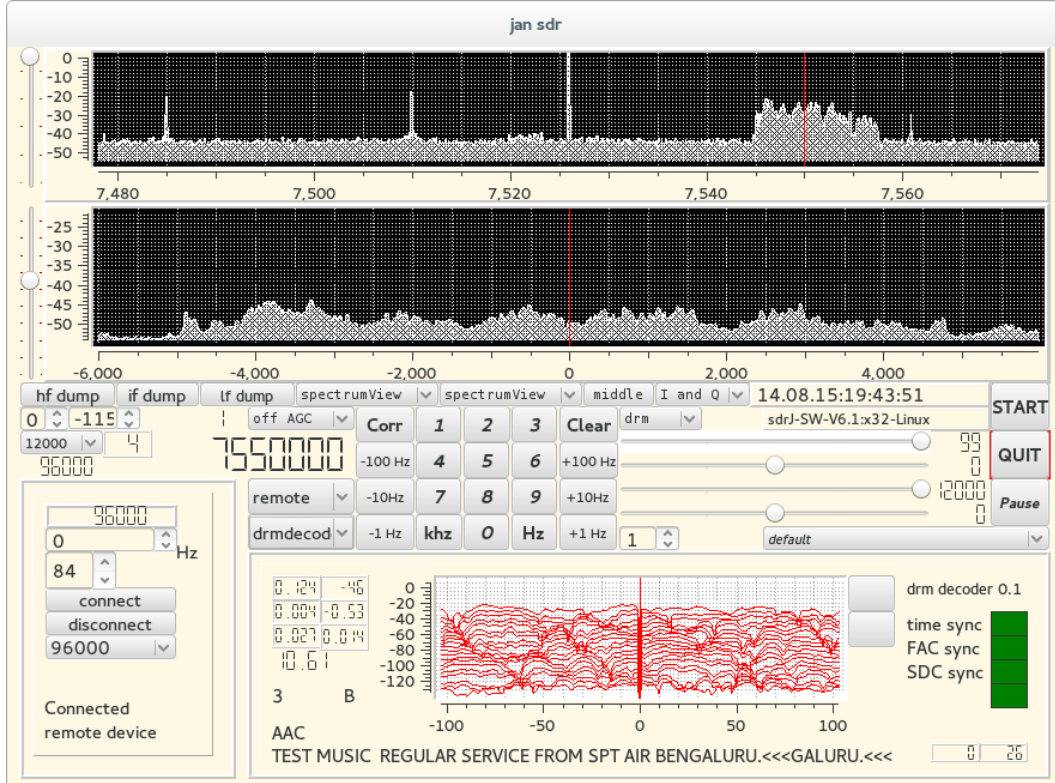 jan sdr
0
-10
-20
-30
-40
-50
7,480 7,500 7,520 7,540 7,560
-25
-30
-35
-40
-45
-50
-6,000 -4,000 -2,000 0 2,000 4,000
hf dump if dump lf dump spectrumView spectrumView middle I and Q 14.08.15:19:43:51 START
0 -115 off AGC Corr 1 2 3 Clear drm sdrJ-SW-V6.1:x32-Linux
12000 4 7550000 -100 Hz 4 5 6 +100 Hz 99 QUIT
96000 0
remote -10Hz 7 8 9 +10Hz 12000 Pause
0
drmdecod -1 Hz khz 0 Hz +1 Hz 1 default
96000
0 Hz
84
connect
disconnect
96000
Connected
remote device
0.124 -46
0.004 -0.53
0.027 0.014
10.61
3 B
0
-20
-40
-60
-80
-100
-120
-100 -50 0 50 100
drm decoder 0.1
time sync
FAC sync
SDC sync
AAC
TEST MUSIC REGULAR SERVICE FROM SPT AIR BENGALURU.<<<GALURU.<<< 0 26